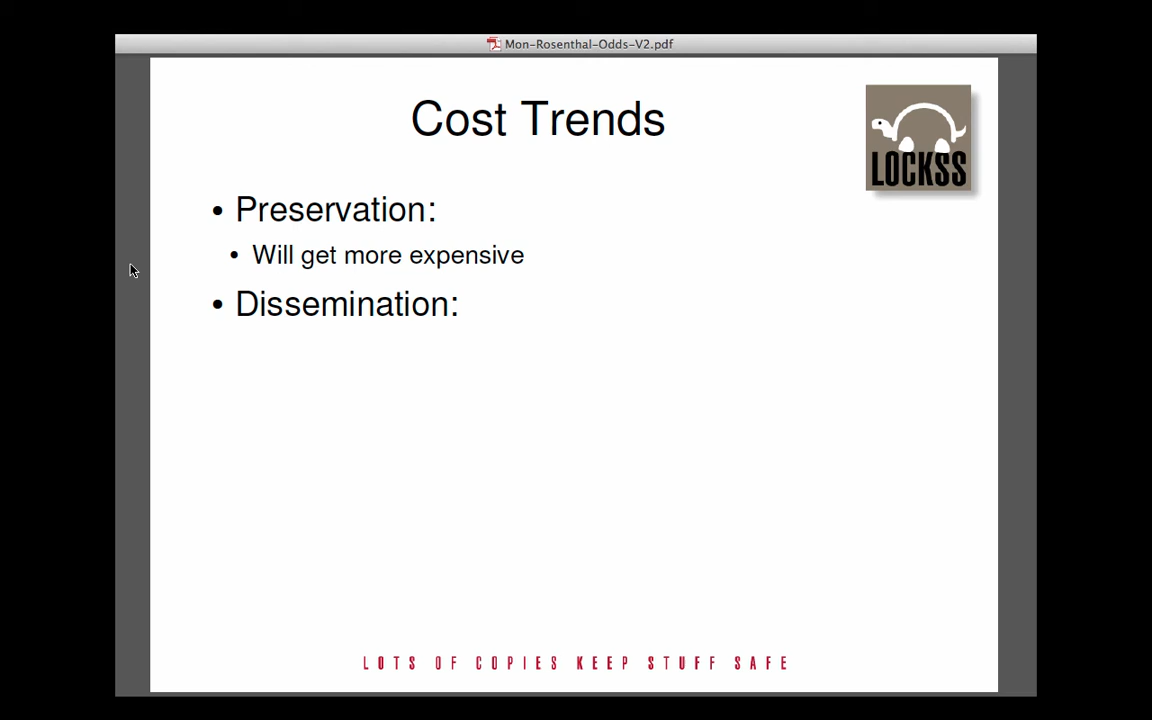 Mon-Rosenthal-Odds-V2.pdf
Cost Trends
LOCKSS
• Preservation:
• Will get more expensive
• Dissemination:
LOTS OF COPIES KEEP STUFF SAFE